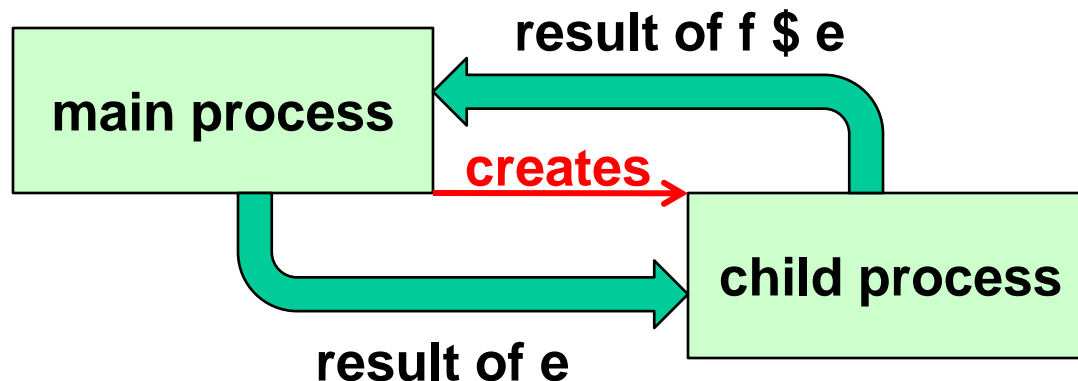 result of f $ e
main process
creates
child process
result of e